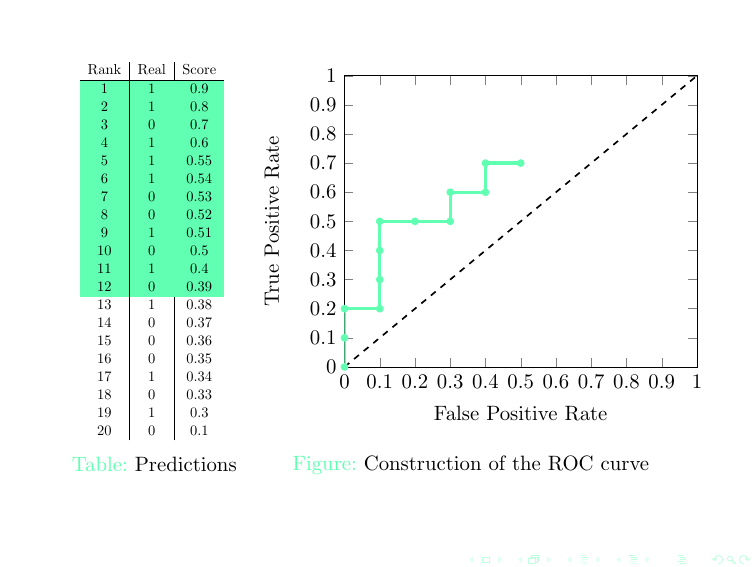 Rank Real Score
1 1 0.9
2 1 0.8
3 0 0.7
4 1 0.6
5 1 0.55
6 1 0.54
7 0 0.53
8 0 0.52
9 1 0.51
10 0 0.5
11 1 0.4
12 0 0.39
13 1 0.38
14 0 0.37
15 0 0.36
16 0 0.35
17 1 0.34
18 0 0.33
19 1 0.3
20 0 0.1
Table: Predictions
True Positive Rate
1
0.9
0.8
0.7
0.6
0.5
0.4
0.3
0.2
0.1
0
0 0.1 0.2 0.3 0.4 0.5 0.6 0.7 0.8 0.9 1
False Positive Rate
Figure: Construction of the ROC curve